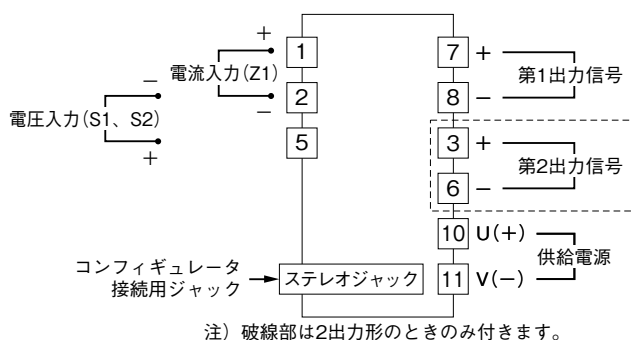 +
1
電流入力(Z1)
−
2
−
電圧入力(S1、S2)
+
5
7 +
第1出力信号
8 −
3 +
第2出力信号
6 −
10 U(+)
供給電源
11 V(−)
コンフィギュレータ
接続用ジャック
ステレオジャック
注）破線部は2出力形のときのみ付きます。